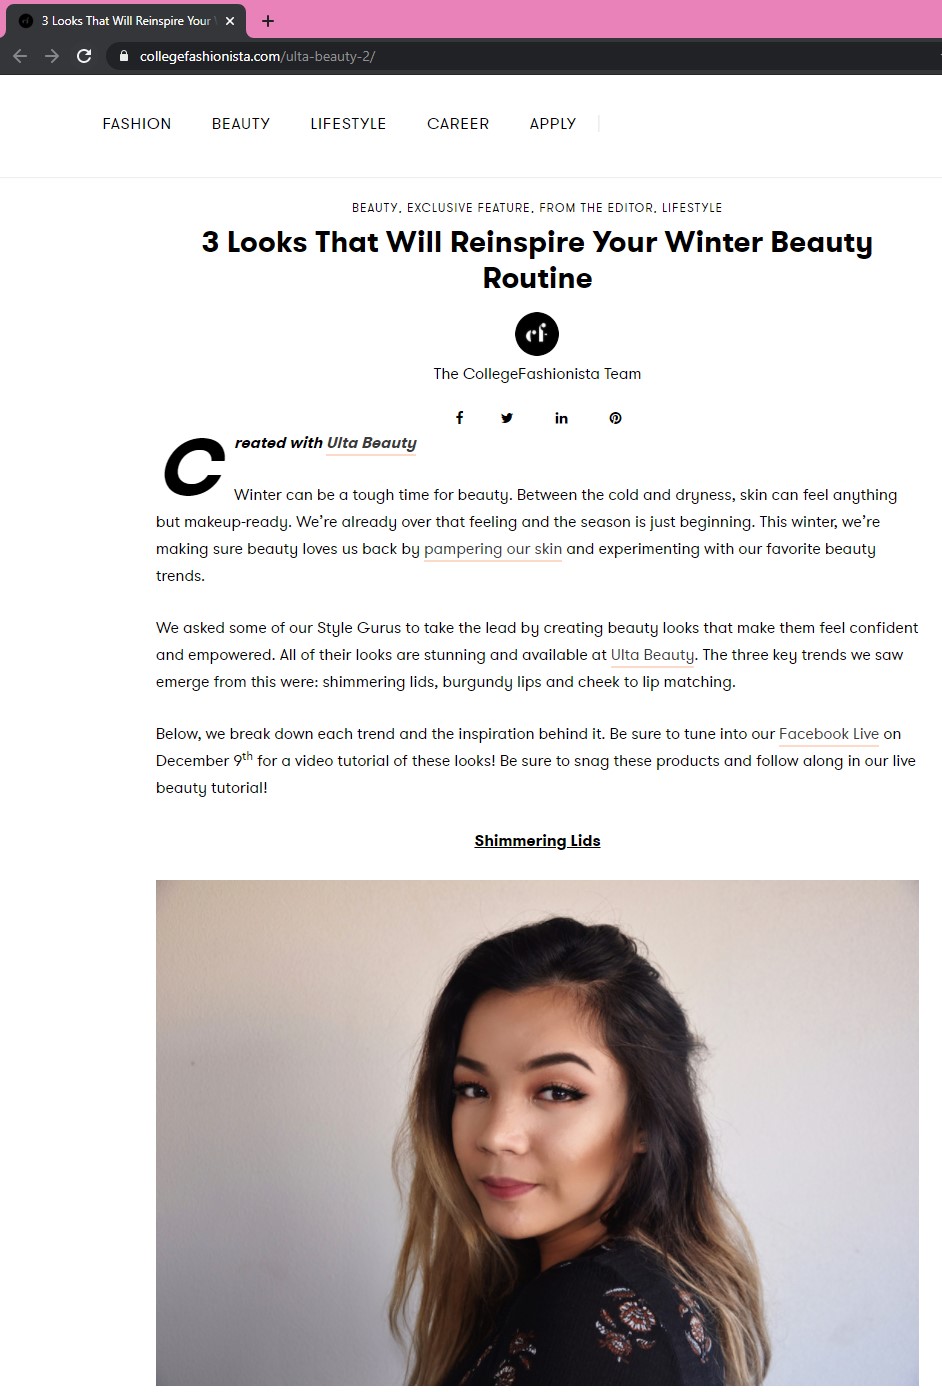 3 Looks That Will Reinspire Your
collegefashionista.com/ulta-beauty-2/
FASHION BEAUTY LIFESTYLE CAREER APPLY
BEAUTY, EXCLUSIVE FEATURE, FROM THE EDITOR, LIFESTYLE
3 Looks That Will Reinspire Your Winter Beauty
Routine
cf
The CollegeFashionista Team
Created with Ulta Beauty
Winter can be a tough time for beauty. Between the cold and dryness, skin can feel anything
but makeup-ready. We’re already over that feeling and the season is just beginning. This winter, we’re
making sure beauty loves us back by pampering our skin and experimenting with our favorite beauty
trends.
We asked some of our Style Gurus to take the lead by creating beauty looks that make them feel confident
and empowered. All of their looks are stunning and available at Ulta Beauty. The three key trends we saw
emerge from this were: shimmering lids, burgundy lips and cheek to lip matching.
Below, we break down each trend and the inspiration behind it. Be sure to tune into our Facebook Live on
December 9th for a video tutorial of these looks! Be sure to snag these products and follow along in our live
beauty tutorial!
Shimmering Lids